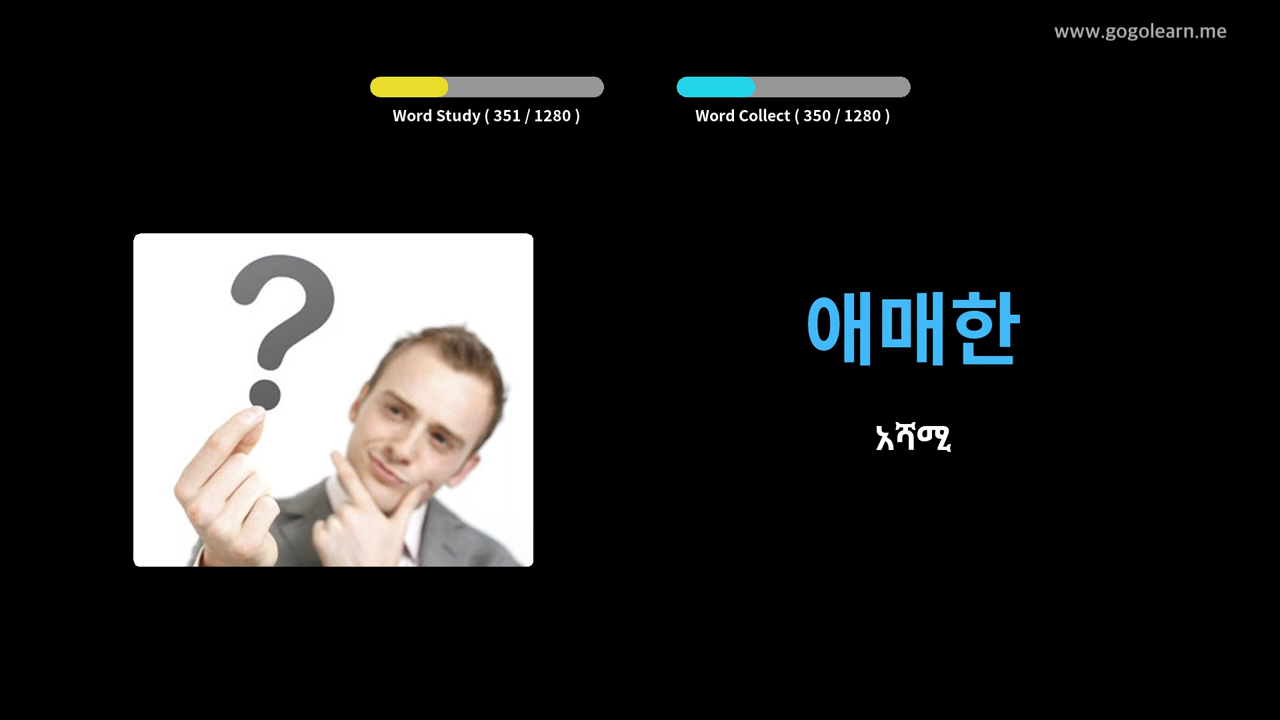 www.gogolearn.me
Word Study ( 351 / 1280 )
Word Collect ( 350 / 1280 )
?
애매한
አሻሚ